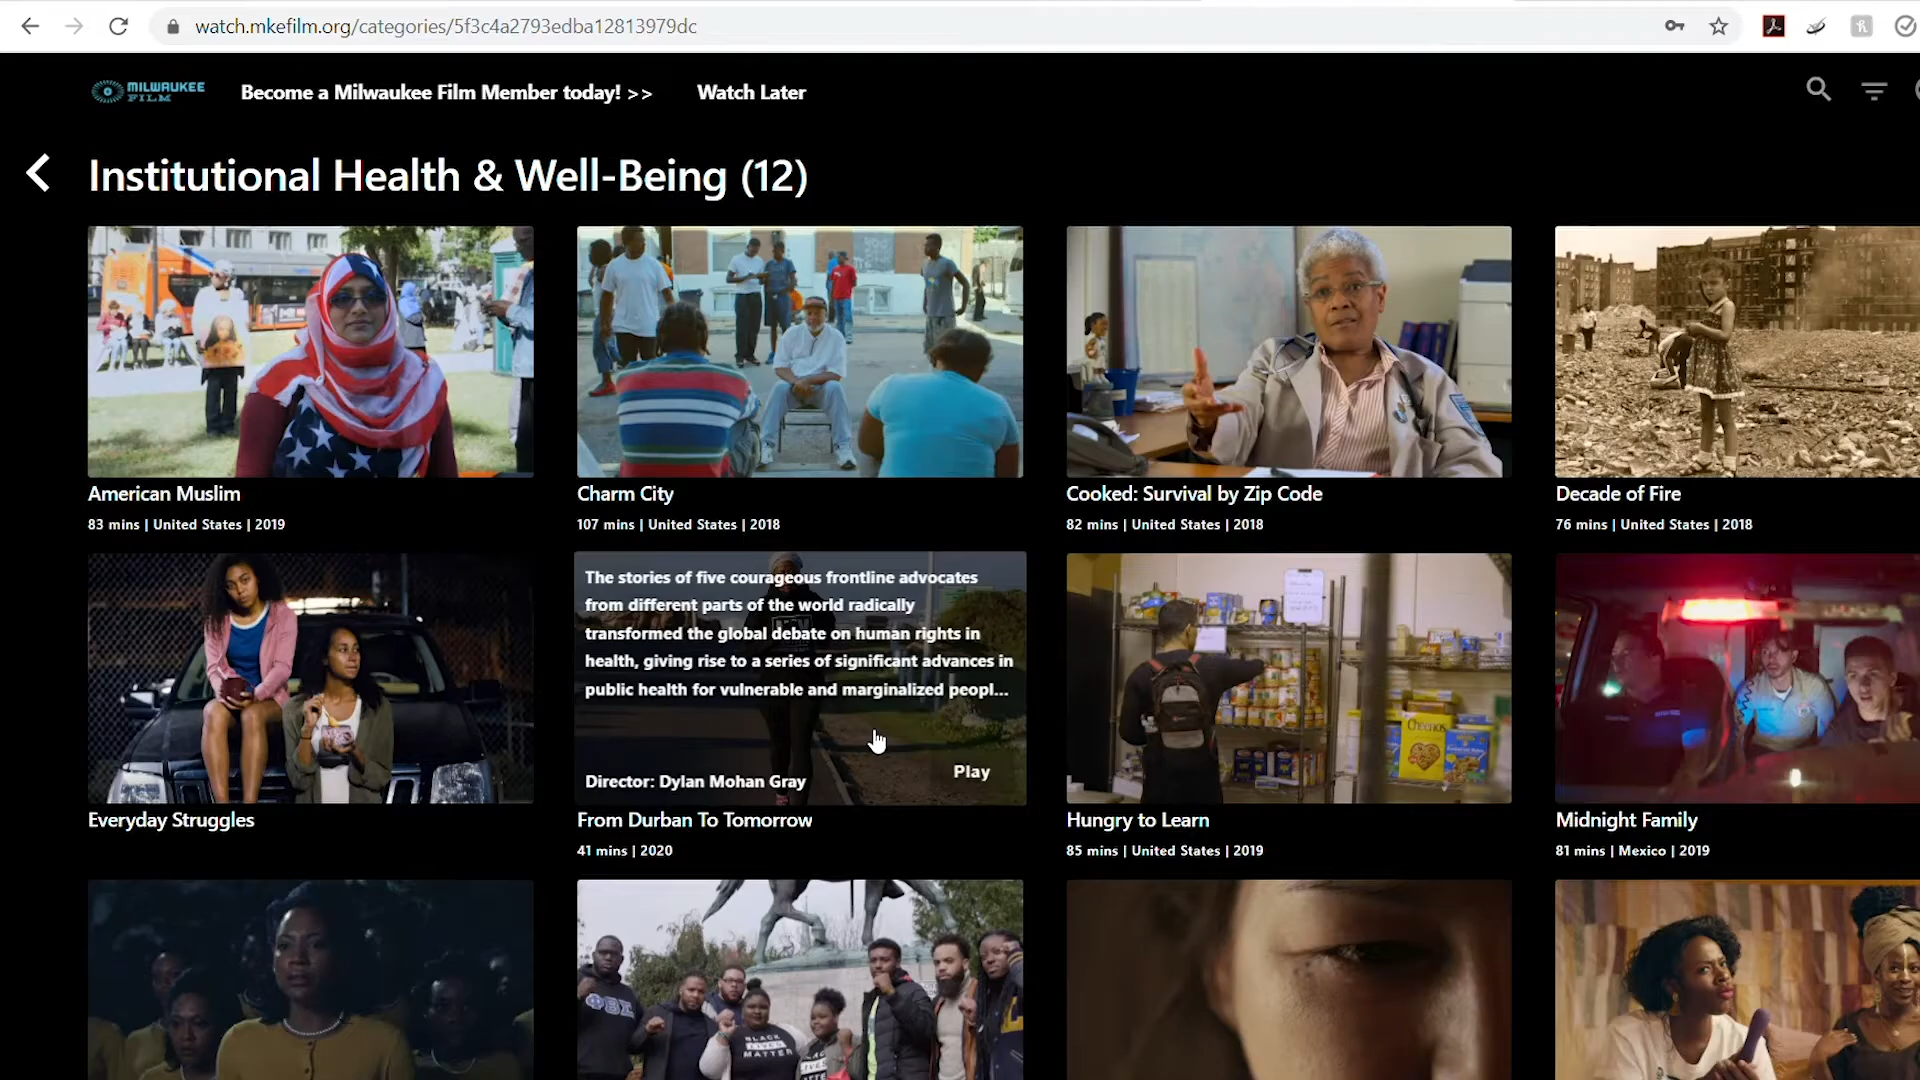 watch.mkefilm.org/categories/5f3c4a2793edba12813979dc
MILWAUKEE
FILM
Become a Milwaukee Film Member today! >>
Watch Later
Institutional Health & Well-Being (12)
American Muslim
83 mins | United States | 2019
Charm City
107 mins | United States | 2018
Cooked: Survival by Zip Code
82 mins | United States | 2018
Decade of Fire
76 mins | United States | 2018
Everyday Struggles
The stories of five courageous frontline advocates
from different parts of the world radically
transformed the global debate on human rights in
health, giving rise to a series of significant advances in
public health for vulnerable and marginalized peopl...
Director: Dylan Mohan Gray
Play
From Durban To Tomorrow
41 mins | 2020
Cheerios
Hungry to Learn
85 mins | United States | 2019
Midnight Family
81 mins | Mexico | 2019
ΦΒΣ
BLACK
LIVES
MATTER